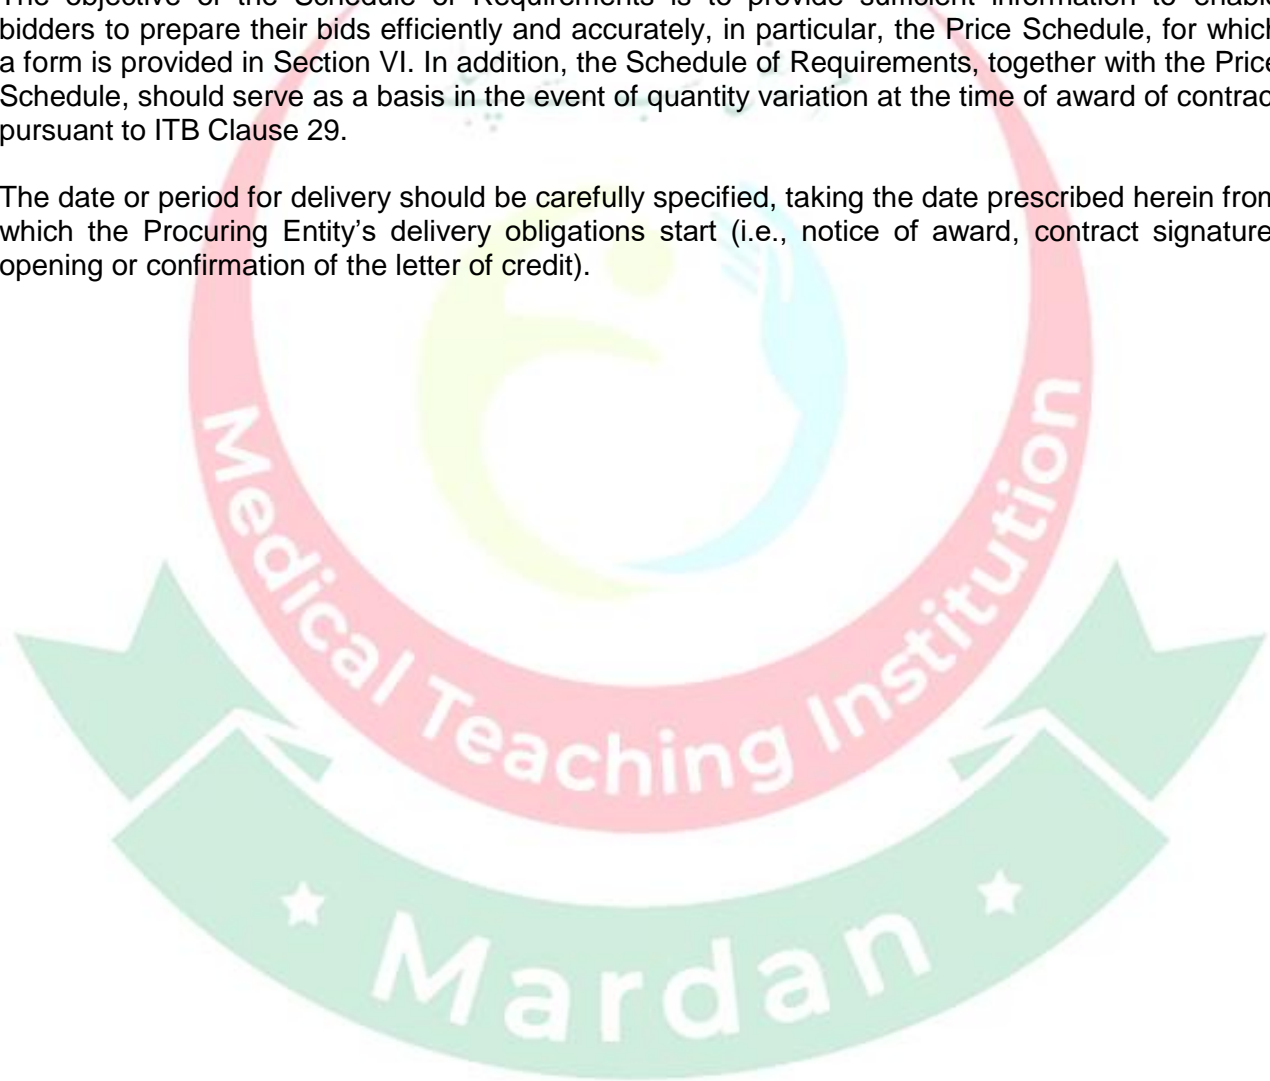 The objective of the Schedule of Requirements is to provide sufficient information to enable
bidders to prepare their bids efficiently and accurately, in particular, the Price Schedule, for which
a form is provided in Section VI. In addition, the Schedule of Requirements, together with the Price
Schedule, should serve as a basis in the event of quantity variation at the time of award of contrac
pursuant to ITB Clause 29.
The date or period for delivery should be carefully specified, taking the date prescribed herein from
which the Procuring Entity's delivery obligations start (i.e., notice of award, contract signature,
opening or confirmation of the letter of credit).
Medical Teaching Institution
Mardan